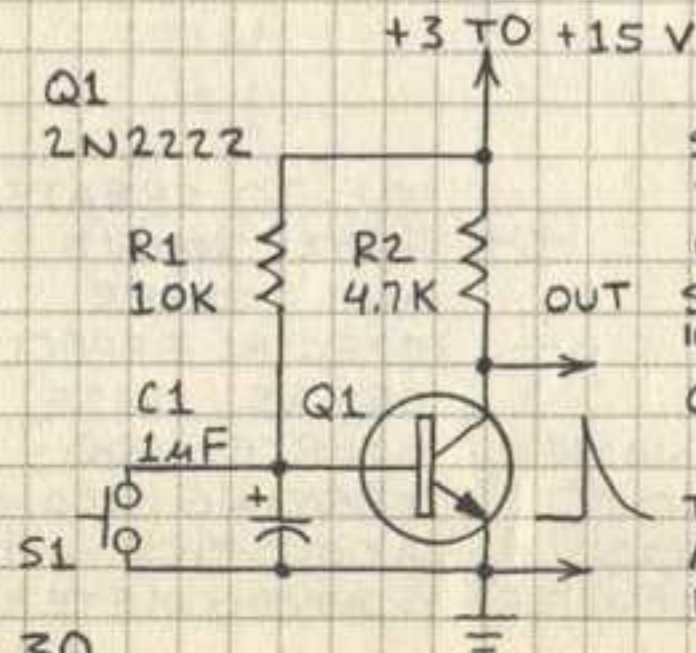 +3 TO +15 V
Q1
2N2222
R1
10K
R2
4.7K
OUT
C1
1µF
Q1
+
S1
30